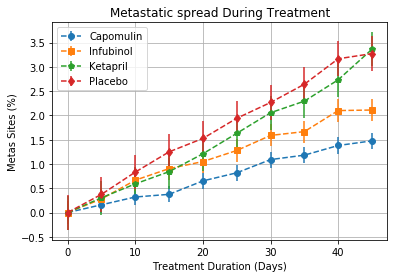 Metastatic spread During Treatment
Capomulin
Infubinol
Ketapril
Placebo
Metas Sites (%)
3.5
3.0
2.5
2.0
1.5
1.0
0.5
0.0
−0.5
0 10 20 30 40
Treatment Duration (Days)